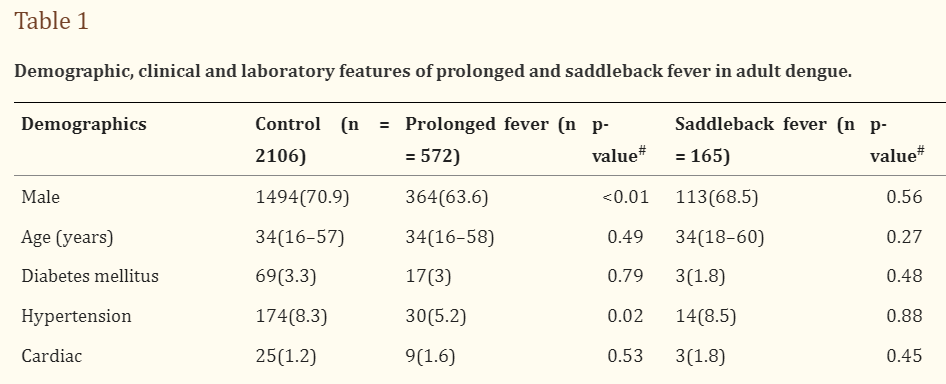 Table 1
Demographic, clinical and laboratory features of prolonged and saddleback fever in adult dengue.
Demographics Control (n = Prolonged fever (n p- Saddleback fever (n p-
2106) = 572) value# = 165) value#
Male 1494(70.9) 364(63.6) <0.01 113(68.5) 0.56
Age (years) 34(16–57) 34(16–58) 0.49 34(18–60) 0.27
Diabetes mellitus 69(3.3) 17(3) 0.79 3(1.8) 0.48
Hypertension 174(8.3) 30(5.2) 0.02 14(8.5) 0.88
Cardiac 25(1.2) 9(1.6) 0.53 3(1.8) 0.45